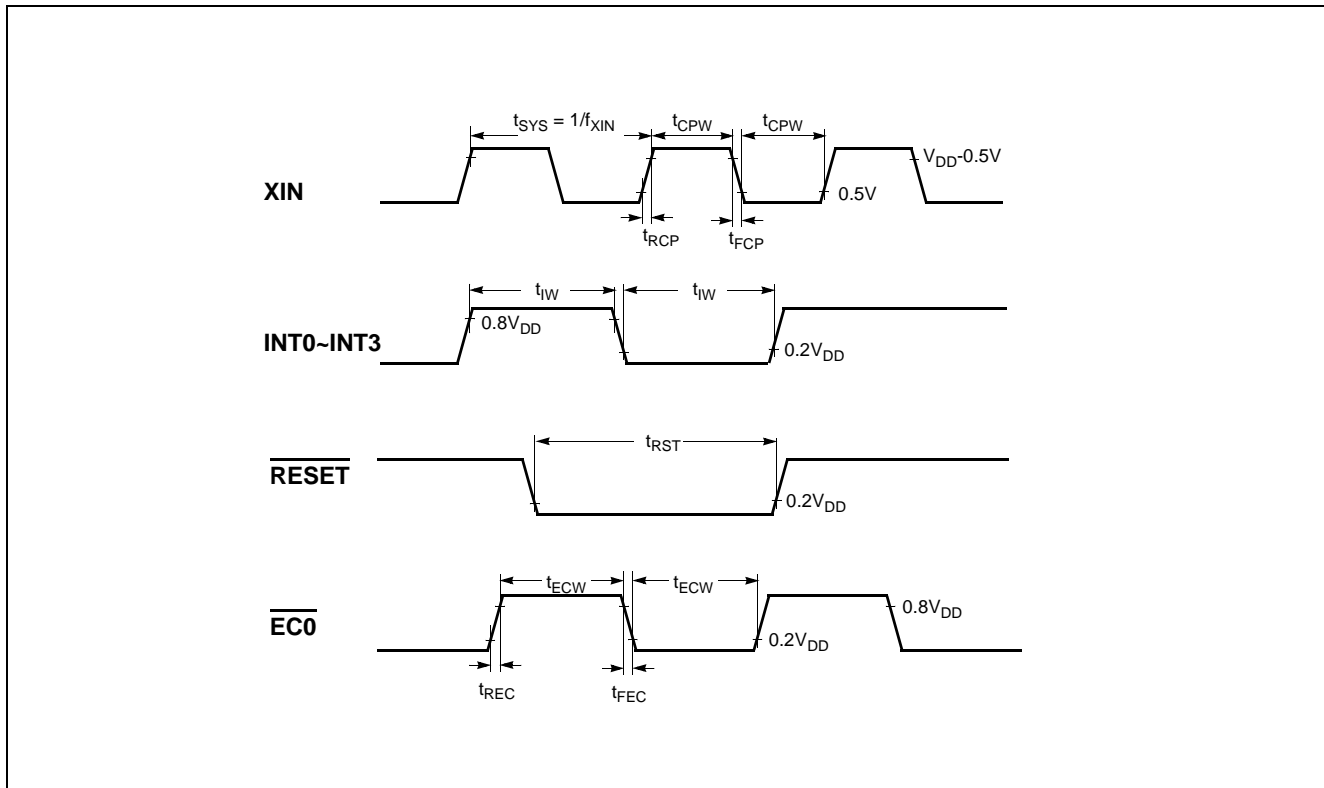 tSYS = 1/fXIN
tCPW
tCPW
VDD-0.5V
XIN
0.5V
tRCP
tFCP
tIW
tIW
0.8VDD
INT0~INT3
0.2VDD
tRST
RESET
0.2VDD
tECW
tECW
0.8VDD
EC0
0.2VDD
tREC
tFEC